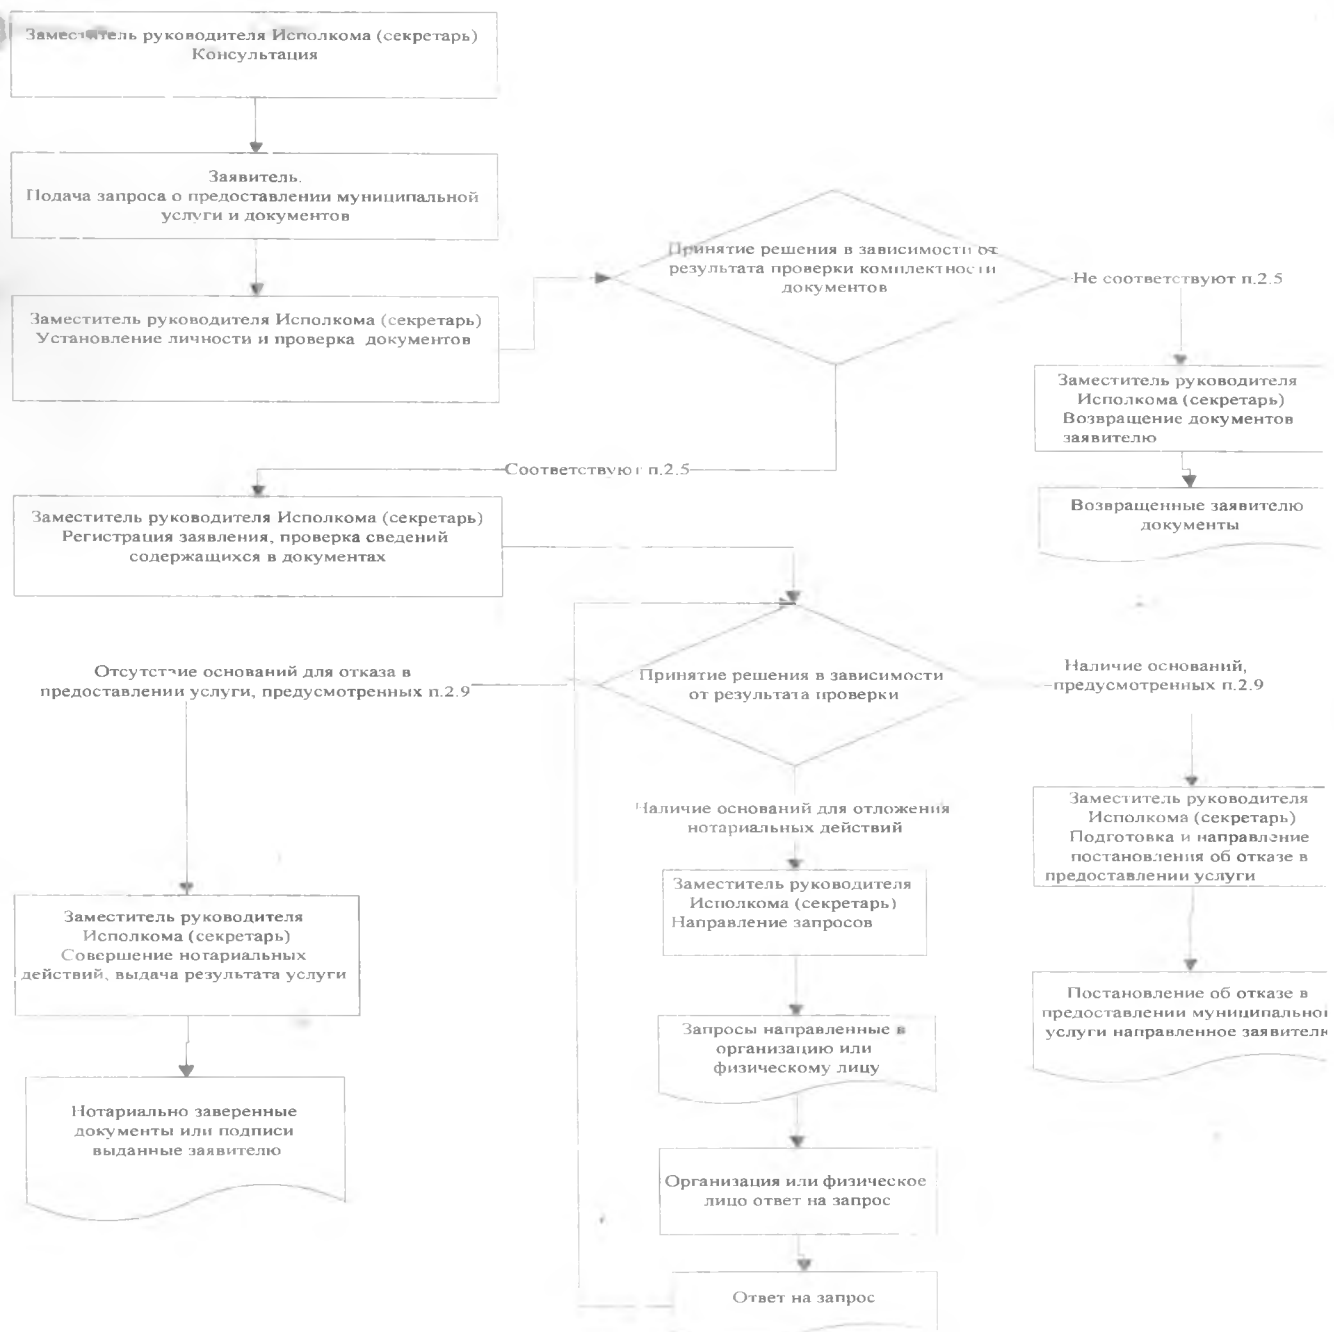 Заместитель руководителя Исполкома (секретарь)
Консультация
Заявитель.
Подача запроса о предоставлении муниципальной
услуги и документов
Заместитель руководителя Исполкома (секретарь)
Установление личности и проверка документов
Принятие решения в зависимости от
результата проверки комплектности
документов
Не соответствуют п.2.5
Заместитель руководителя
Исполкома (секретарь)
Возвращение документов
заявителю
Возвращенные заявителю
документы
Соответствуют п.2.5
Заместитель руководителя Исполкома (секретарь)
Регистрация заявления, проверка сведений
содержащихся в документах
Принятие решения в зависимости
от результата проверки
Отсутствие оснований для отказа в
предоставлении услуги, предусмотренных п.2.9
Наличие оснований,
предусмотренных п.2.9
Наличие оснований для отложения
нотариальных действий
Заместитель руководителя
Исполкома (секретарь)
Подготовка и направление
постановления об отказе в
предоставлении услуги
Заместитель руководителя
Исполкома (секретарь)
Направление запросов
Заместитель руководителя
Исполкома (секретарь)
Совершение нотариальных
действий, выдача результата услуги
Постановление об отказе в
предоставлении муниципально
услуги направленное заявител
Запросы направленные в
организацию или
физическому лицу
Нотариально заверенные
документы или подписи
выданные заявителю
Организация или физическое
лицо ответ на запрос
Ответ на запрос